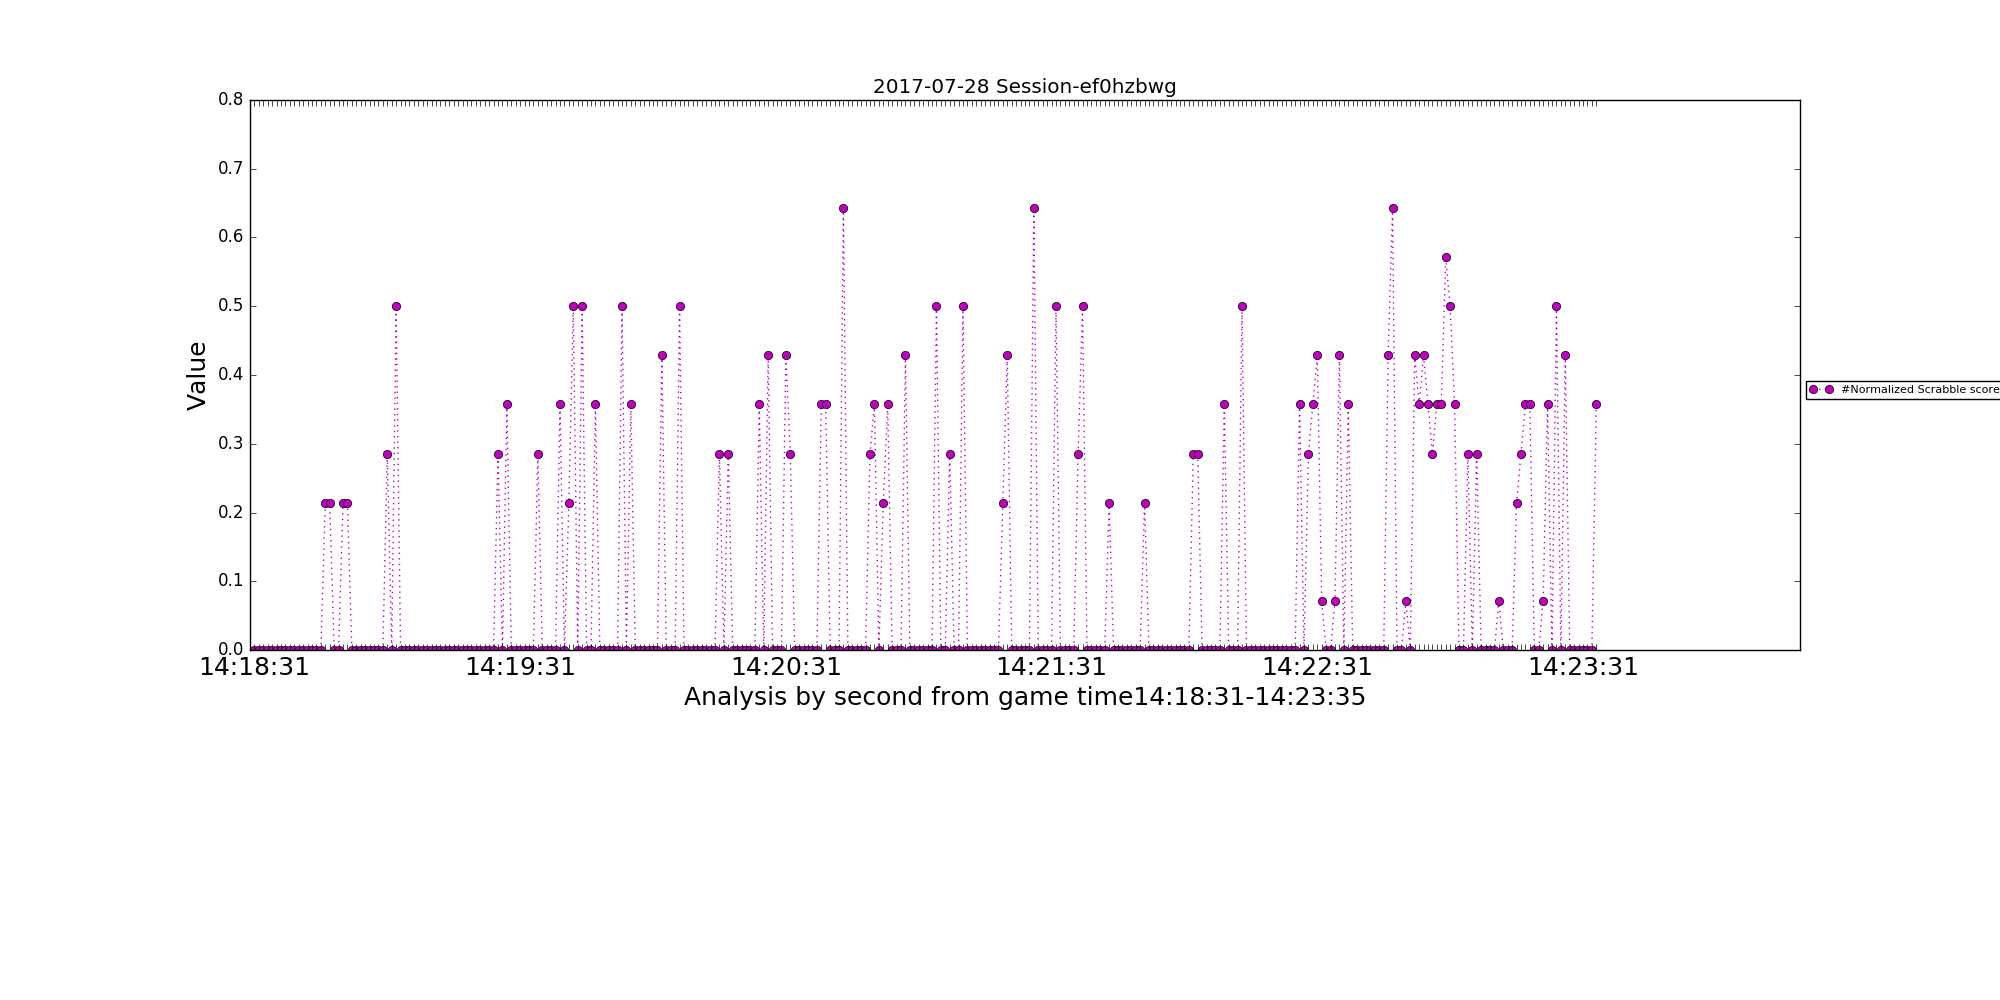 2017-07-28 Session-ef0hzbwg
0.8
0.7
0.6
0.5
0.4
0.3
0.2
0.1
0.0
Value
#Normalized Scrabble score
14:18:31 14:19:31 14:20:31 14:21:31 14:22:31 14:23:31
Analysis by second from game time14:18:31-14:23:35